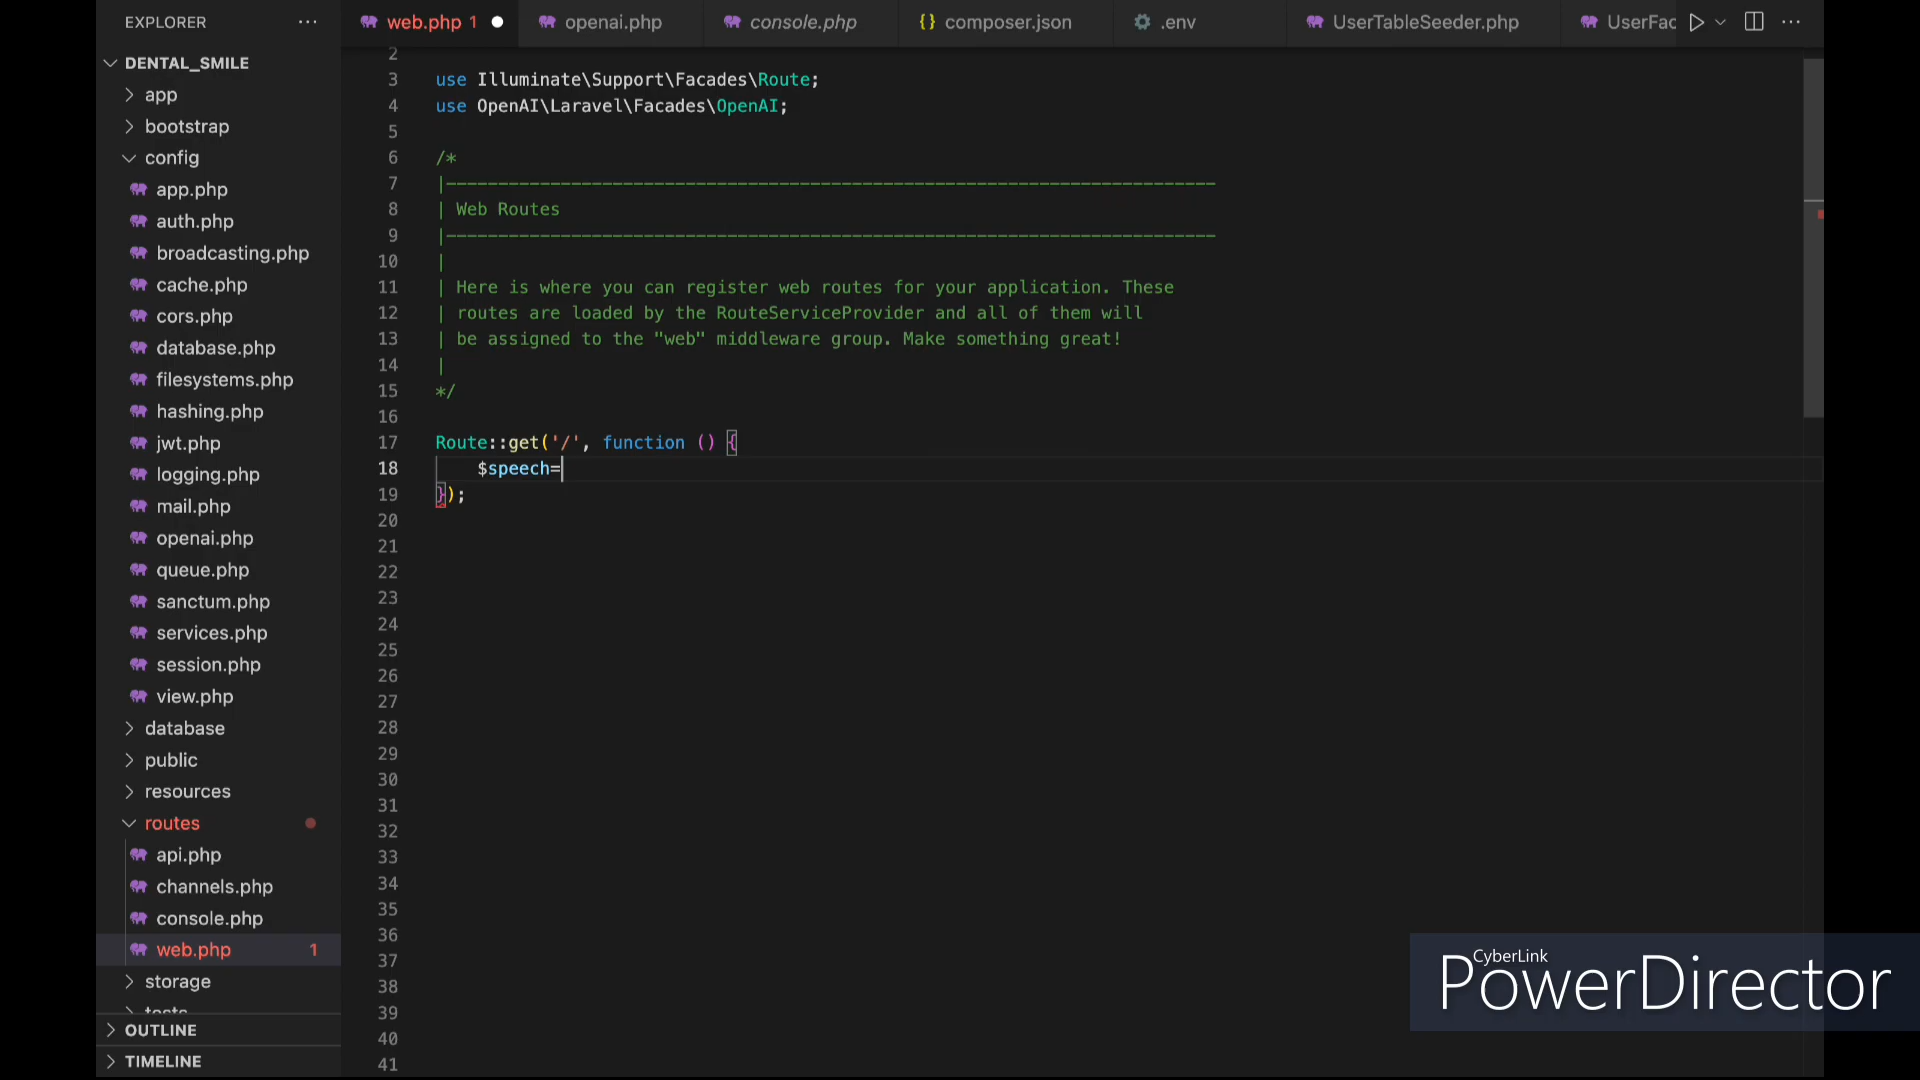 EXPLORER
DENTAL_SMILE
app
bootstrap
config
app.php
auth.php
broadcasting.php
cache.php
cors.php
database.php
filesystems.php
hashing.php
jwt.php
logging.php
mail.php
openai.php
queue.php
sanctum.php
services.php
session.php
view.php
database
public
resources
routes
api.php
channels.php
console.php
web.php 1
storage
tests
OUTLINE
TIMELINE
web.php 1 openai.php console.php {} composer.json .env UserTableSeeder.php UserFac
2
3 use Illuminate\Support\Facades\Route;
4 use OpenAI\Laravel\Facades\OpenAI;
5
6 /*
7 |--------------------------------------------------------------------------
8 | Web Routes
9 |--------------------------------------------------------------------------
10 |
11 | Here is where you can register web routes for your application. These
12 | routes are loaded by the RouteServiceProvider and all of them will
13 | be assigned to the "web" middleware group. Make something great!
14 |
15 */
16
17 Route::get('/', function () {
18 $speech=
19 });
20
21
22
23
24
25
26
27
28
29
30
31
32
33
34
35
36
37
38
39
40
41
CyberLink
PowerDirector